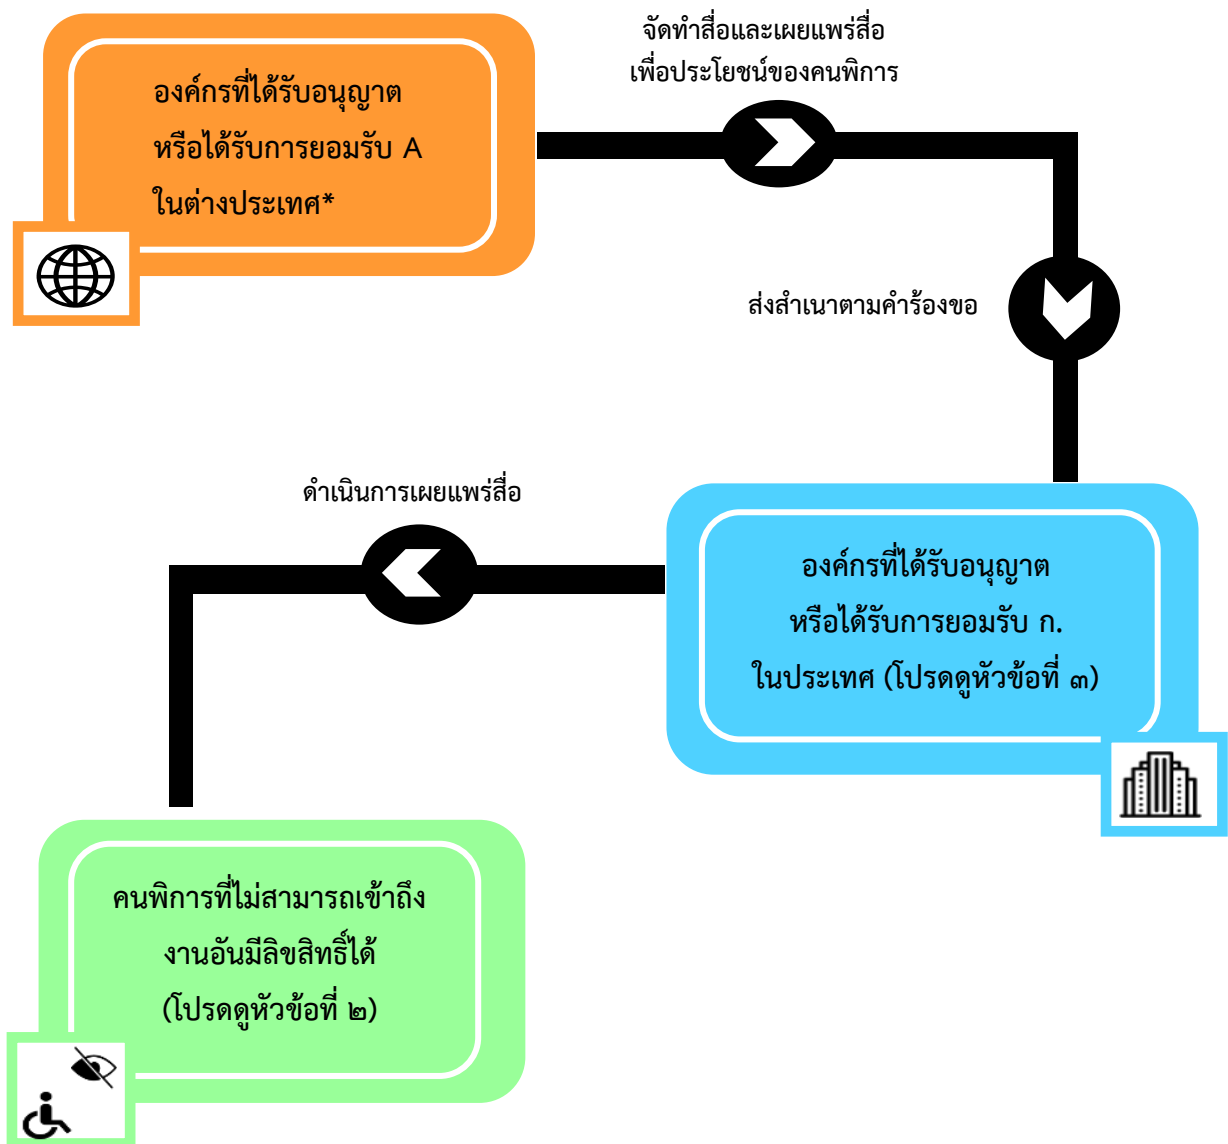 จัดทำสื่อและเผยแพร่สื่อ
เพื่อประโยชน์ของคนพิการ
องค์กรที่ได้รับอนุญาต
หรือได้รับการยอมรับ A
ในต่างประเทศ*
ส่งสำเนาตามคำร้องขอ
ดำเนินการเผยแพร่สื่อ
องค์กรที่ได้รับอนุญาต
หรือได้รับการยอมรับ ก.
ในประเทศ (โปรดดูหัวข้อที่ ๓)
คนพิการที่ไม่สามารถเข้าถึง
งานอันมีลิขสิทธิ์ได้
(โปรดดูหัวข้อที่ ๒)